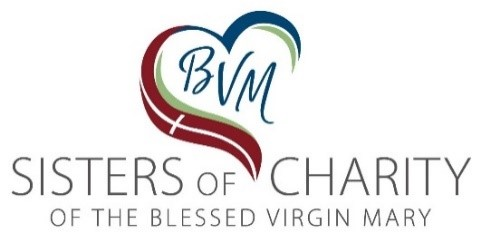 BVM
SISTERS OF CHARITY
OF THE BLESSED VIRGIN MARY